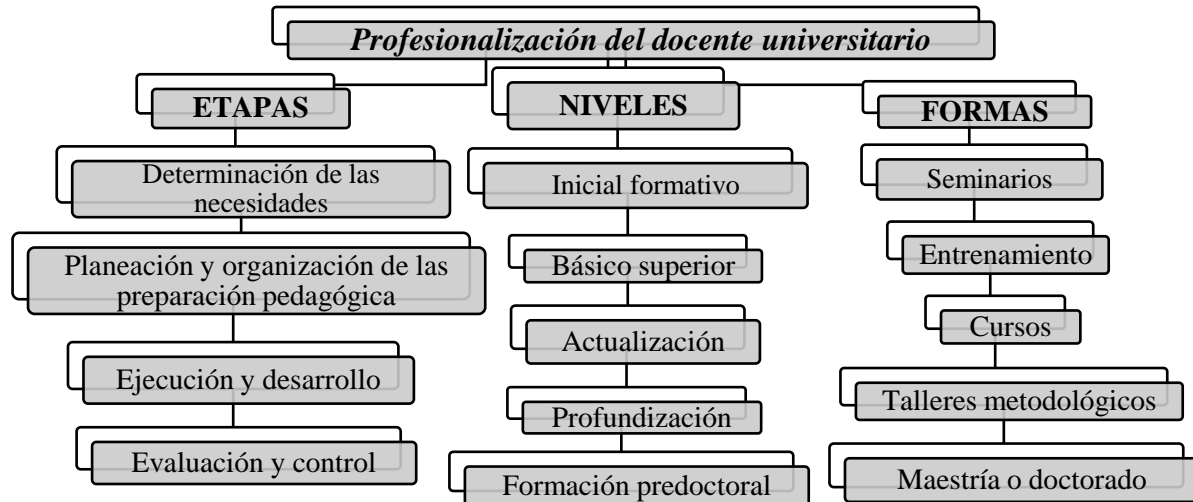 Profesionalización del docente universitario
ETAPAS
Determinación de las
necesidades
Planeación y organización de las
preparación pedagógica
Ejecución y desarrollo
Evaluación y control
NIVELES
Inicial formativo
Básico superior
Actualización
Profundización
Formación predoctoral
FORMAS
Seminarios
Entrenamiento
Cursos
Talleres metodológicos
Maestría o doctorado